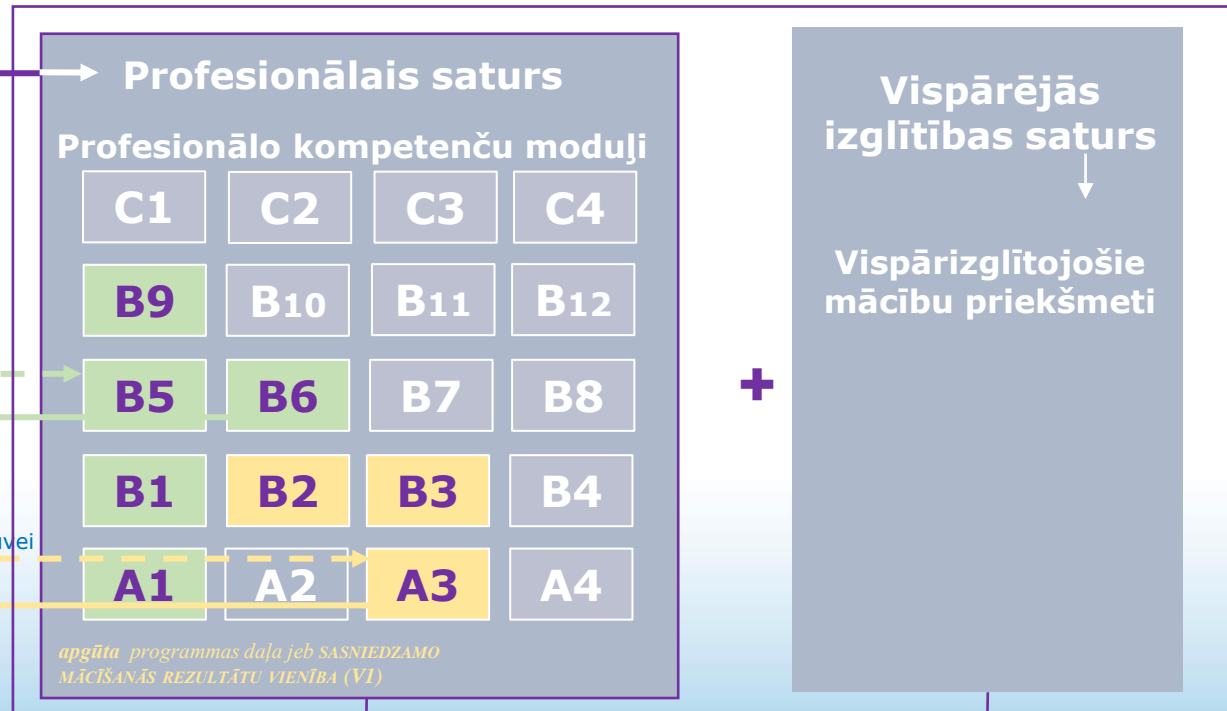 Profesionālais saturs
Profesionālo kompetenču moduļi
C1 C2 C3 C4
B9 B10 B11 B12
B5 B6 B7 B8
B1 B2 B3 B4
A1 A2 A3 A4
apgūta programmas daļa jeb SASNIEDZAMO
MĀCĪŠANĀS REZULTĀTU VIENĪBA (VI)
+
Vispārējās
izglītības saturs
Vispārizglītojošie
mācību priekšmeti